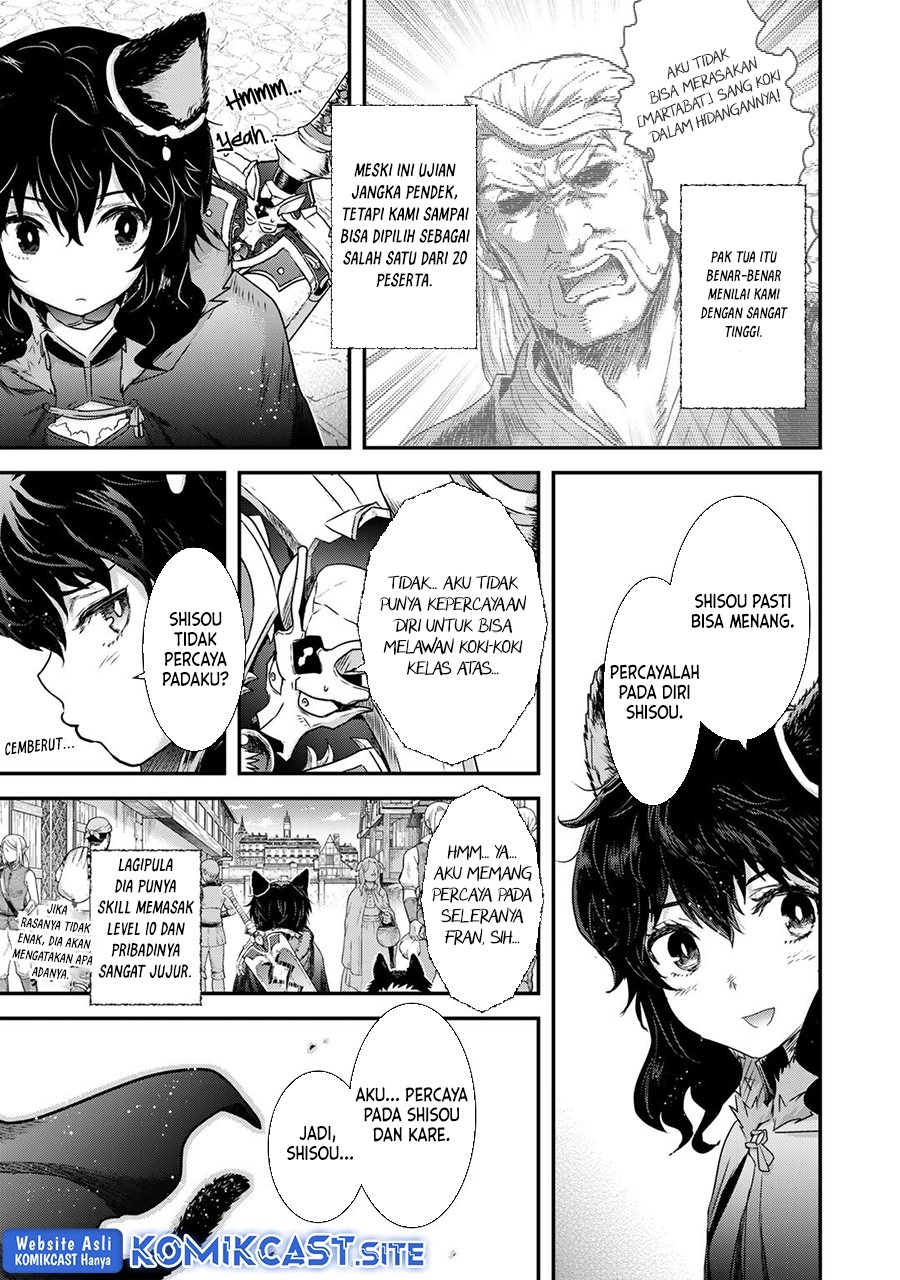 AKU TIDAK
BISA MERASAKAN
[MARTABAT] SANG KOKI
DALAM HIDANGANNYA!
PAK TUA ITU
BENAR-BENAR
MENILAI KAMI
DENGAN SANGAT
TINGGI.
MESKI INI UJIAN
JANGKA PENDEK,
TETAPI KAMI SAMPAI
BISA DIPILIH SEBAGAI
SALAH SATU DARI 20
PESERTA.
Hmmm...
Yeah...
SHISOU PASTI
BISA MENANG.
PERCAYALAH
PADA DIRI
SHISOU.
TIDAK... AKU TIDAK
PUNYA KEPERCAYAAN
DIRI UNTUK BISA
MELAWAN KOKI-KOKI
KELAS ATAS...
SHISOU
TIDAK
PERCAYA
PADAKU?
CEMBERUT...
HMM... YA...
AKU MEMANG
PERCAYA PADA
SELERANYA
FRAN, SIH...
LAGIPULA
DIA PUNYA
SKILL MEMASAK
LEVEL 10 DAN
PRIBADINYA
SANGAT JUJUR.
JIKA
RASANYA TIDAK
ENAK, DIA AKAN
MENGATAKAN APA
ADANYA.
AKU... PERCAYA
PADA SHISOU
DAN KARE.
JADI,
SHISOU...
Website Asli
KOMIKCAST Hanya
KOMIKCAST.SITE